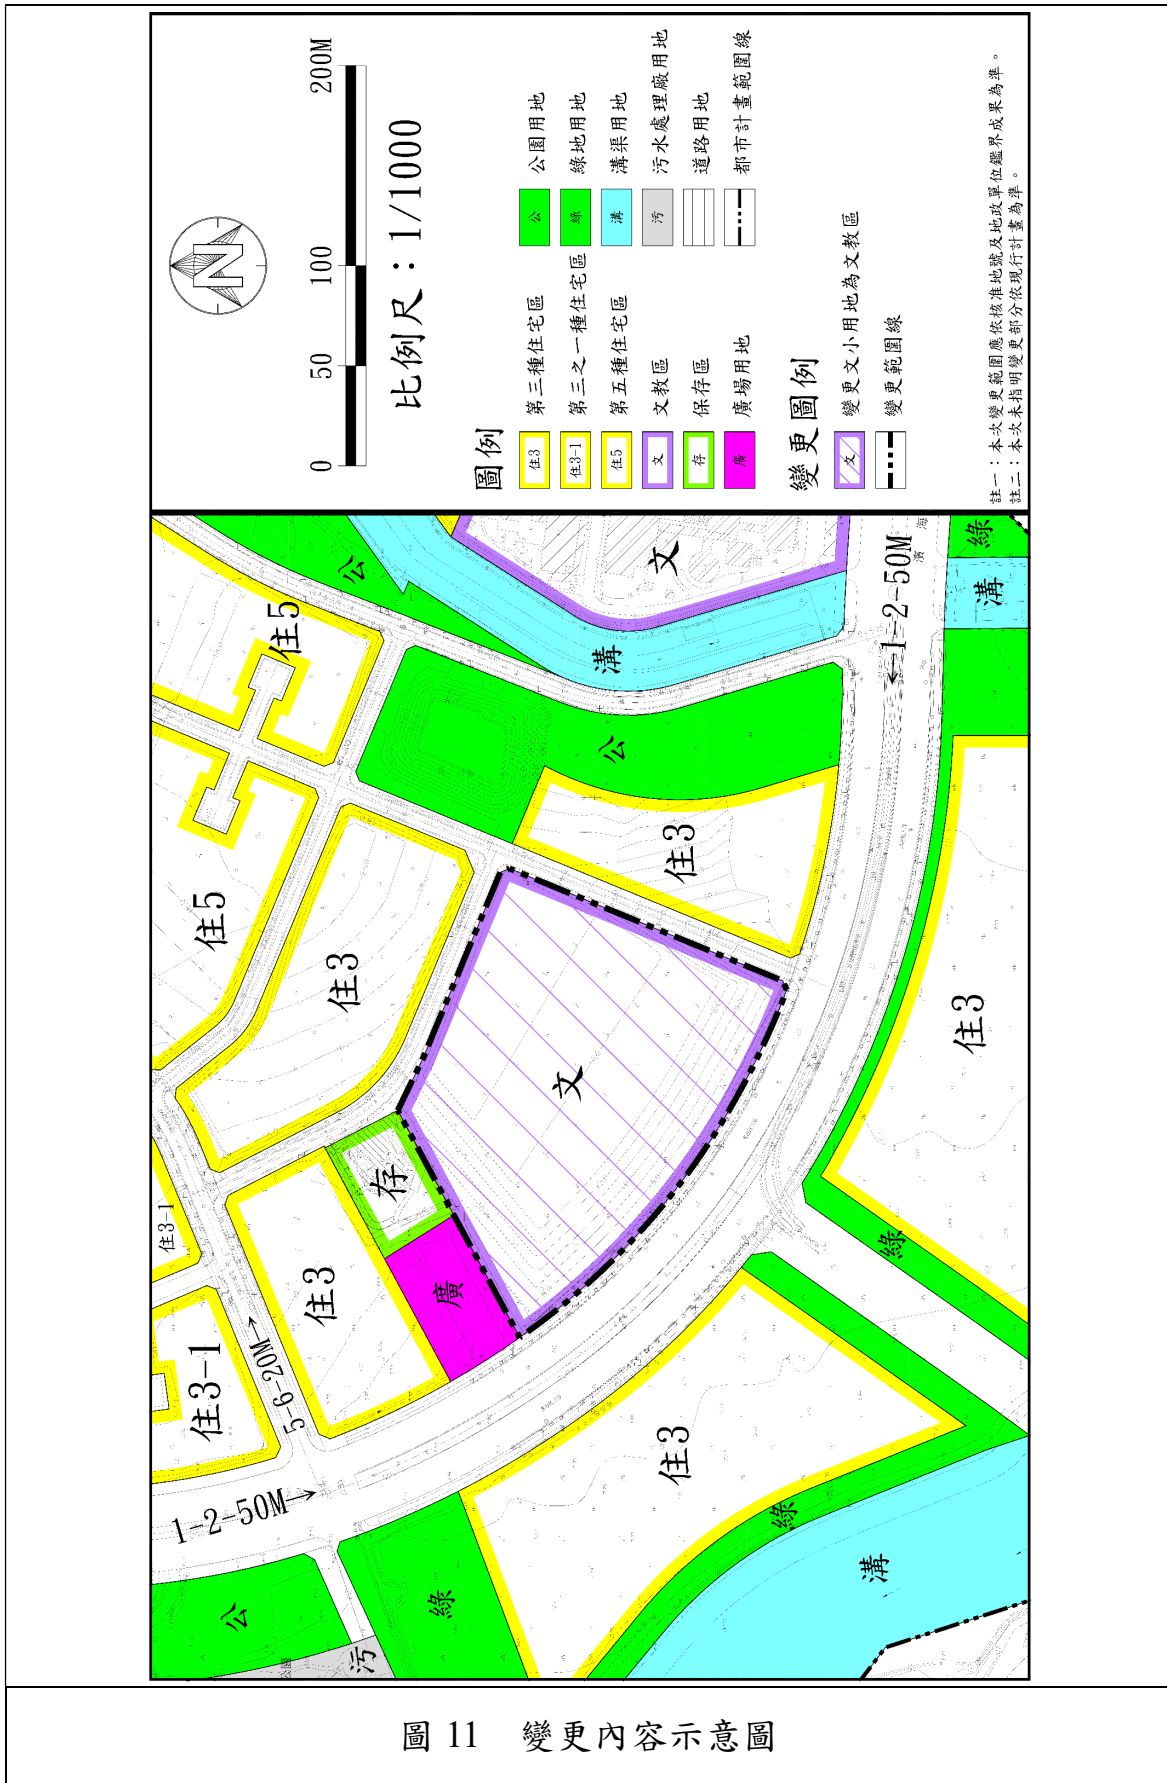 200M
100
50
0
比例尺：1/1000
N
圖例
住3 第三種住宅區
住3-1 第三之一種住宅區
住5 第五種住宅區
文 文教區
存 保存區
廣 廣場用地
公 公園用地
綠 綠地用地
溝 溝渠用地
污 污水處理廠用地
道路用地
都市計畫範圍線
變更圖例
文 變更文小用地為文教區
變更範圍線
註一：本次變更範圍應依核准地號及地政單位鑑界成果為準。
註二：本次未指明變更部分依現行計畫為準。
公
住5
文
溝
←1-2-50M
綠
溝
公
住3
住5
住3
文
住3
存
住3-1
廣
住3
綠
住3-1
5-6-20M→
住3
1-2-50M→
綠
溝
公
綠
污
公園
圖 11　變更內容示意圖